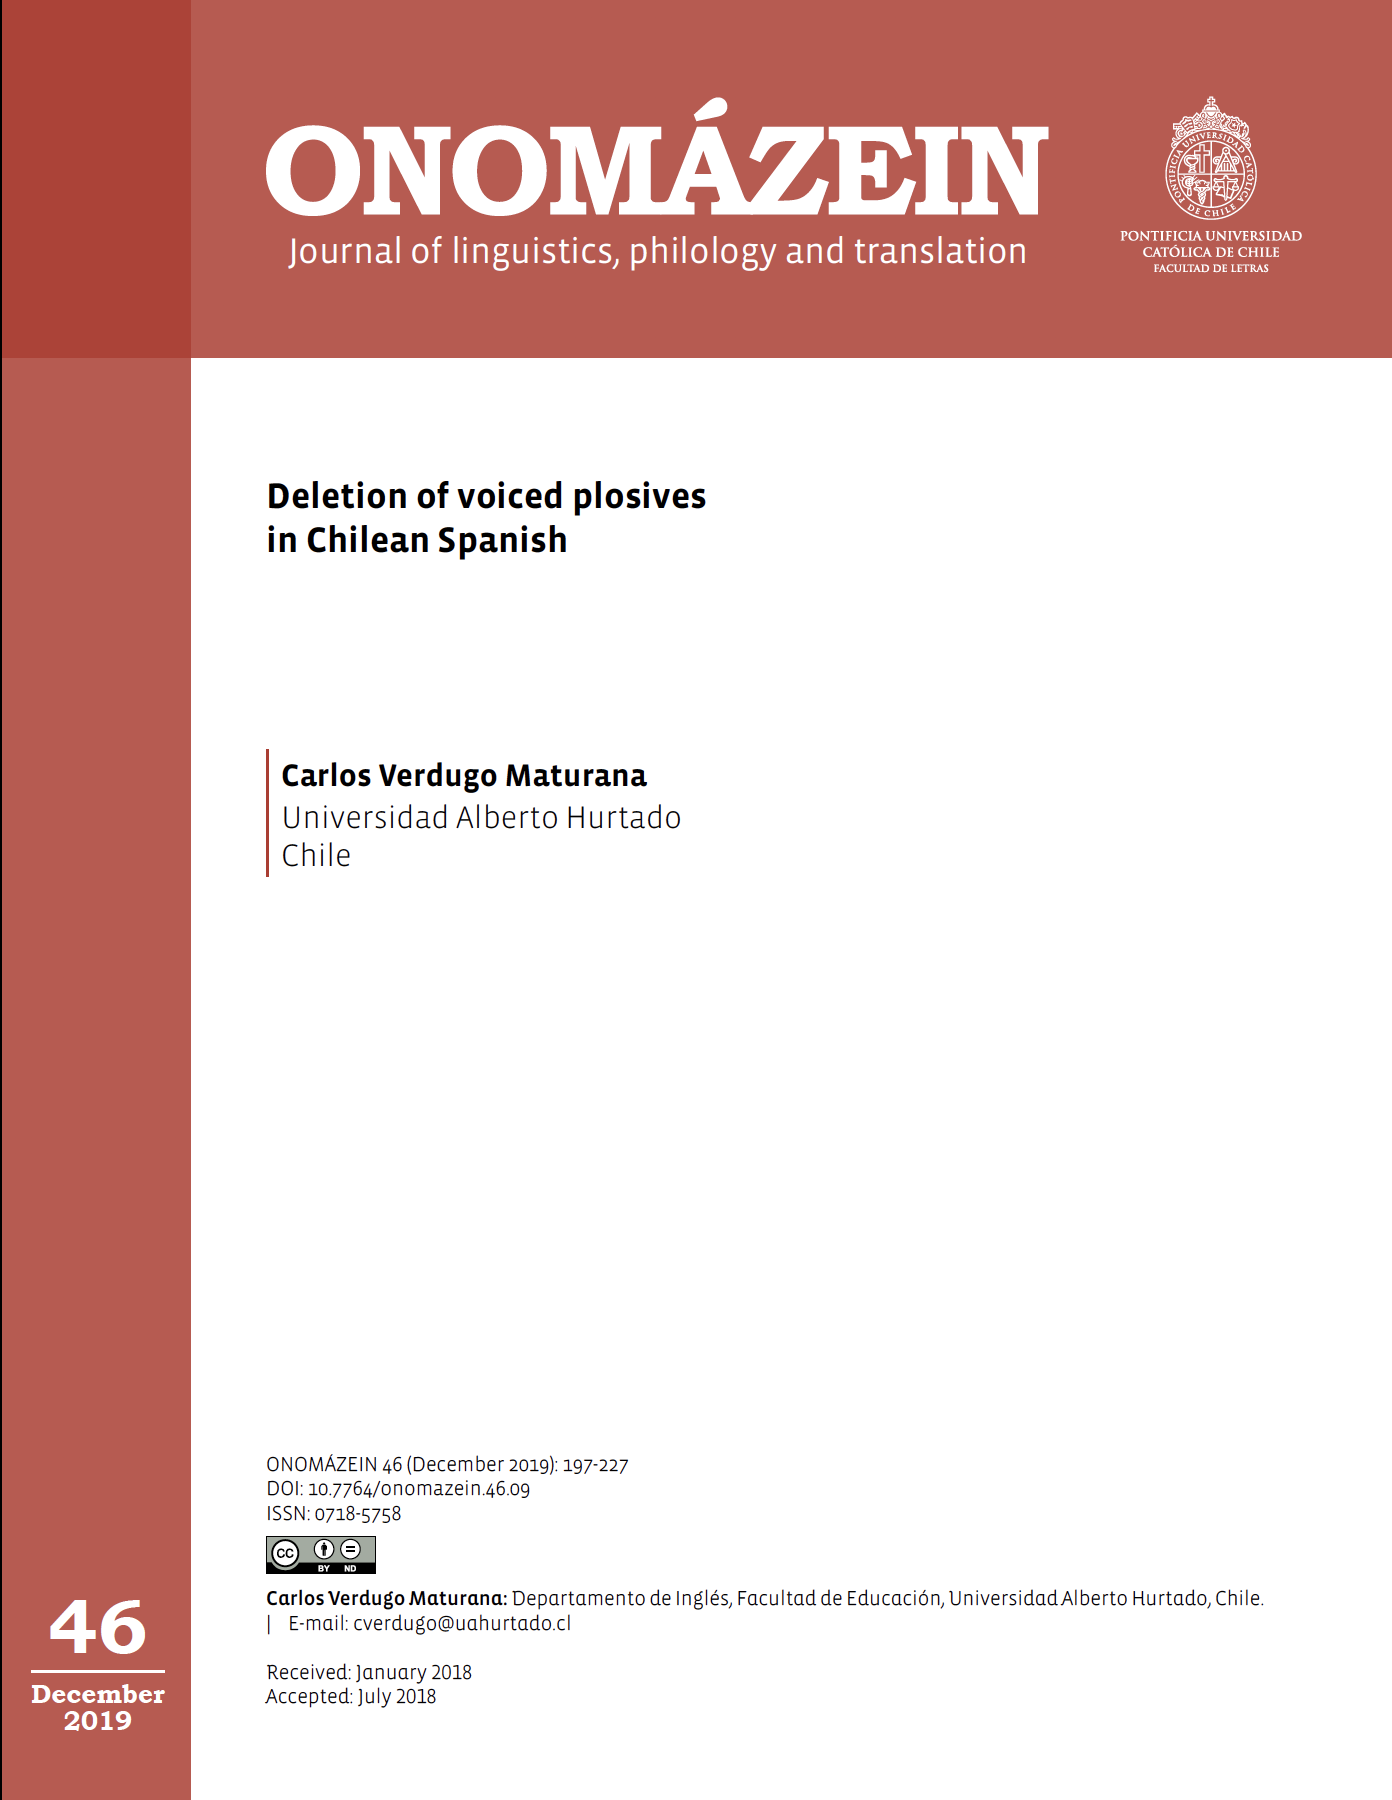 ONOMÁZEIN
Journal of linguistics, philology and translation
PONTIFICIA UNIVERSIDAD CATOLICA DE CHILE
PONTIFICIA UNIVERSIDAD
CATÓLICA DE CHILE
FACULTAD DE LETRAS
Deletion of voiced plosives
in Chilean Spanish
Carlos Verdugo Maturana
Universidad Alberto Hurtado
Chile
ONOMÁZEIN 46 (December 2019): 197-227
DOI: 10.7764/onomazein.46.09
ISSN: 0718-5758
cc
BY ND
Carlos Verdugo Maturana: Departamento de Inglés, Facultad de Educación, Universidad Alberto Hurtado, Chile.
| E-mail: cverdugo@uahurtado.cl
Received: January 2018
Accepted: July 2018
46
December
2019